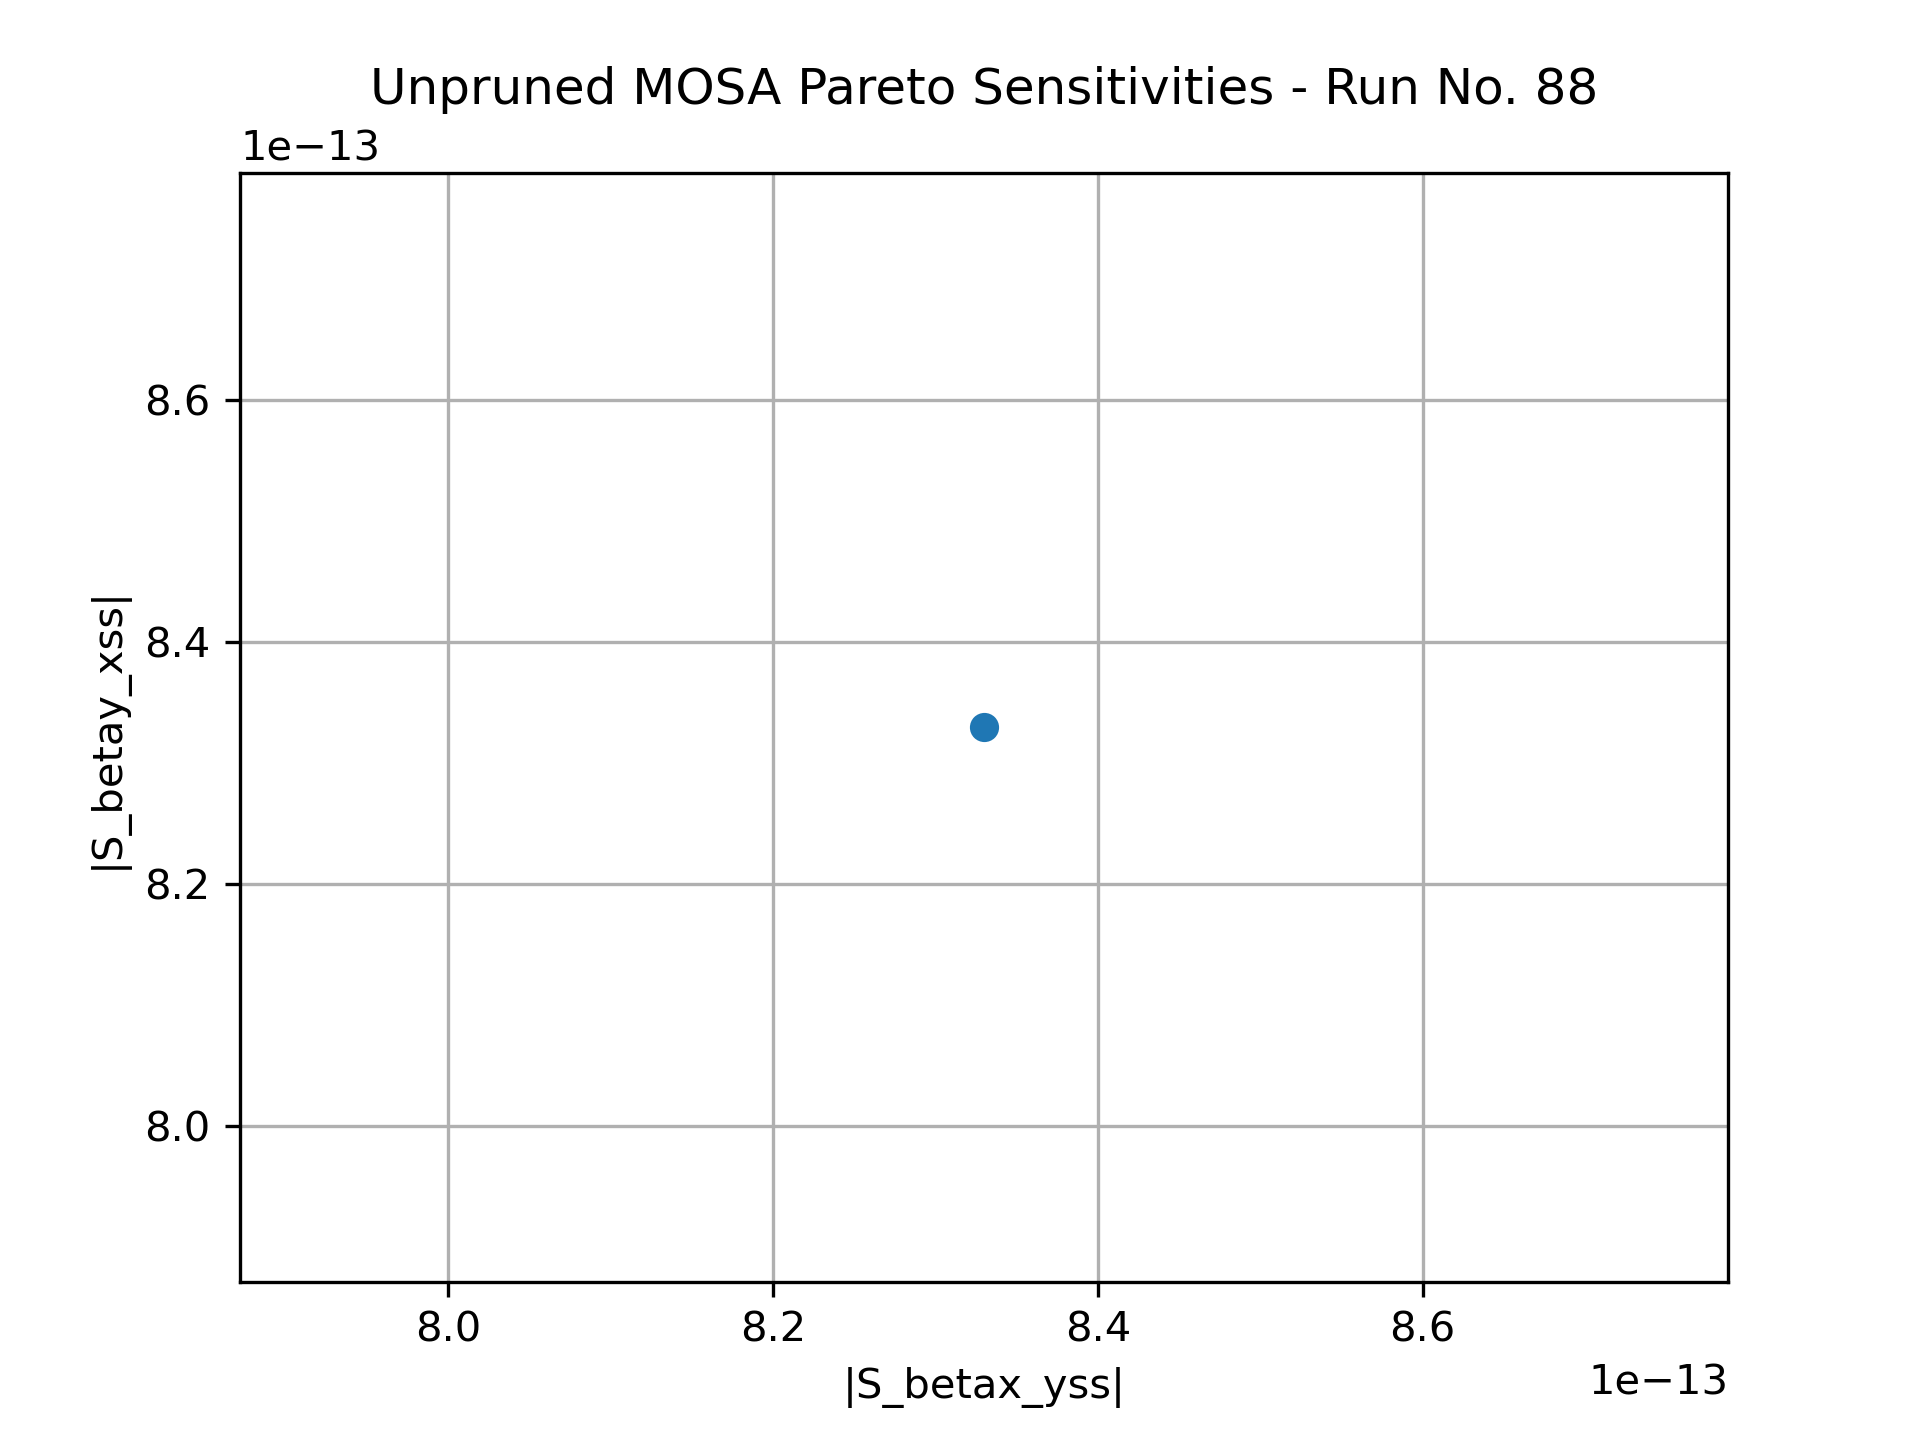 Unpruned MOSA Pareto Sensitivities - Run No. 88
1e−13
8.6
8.4
8.2
8.0
|S_betay_xss|
8.0 8.2 8.4 8.6
|S_betax_yss|
1e−13